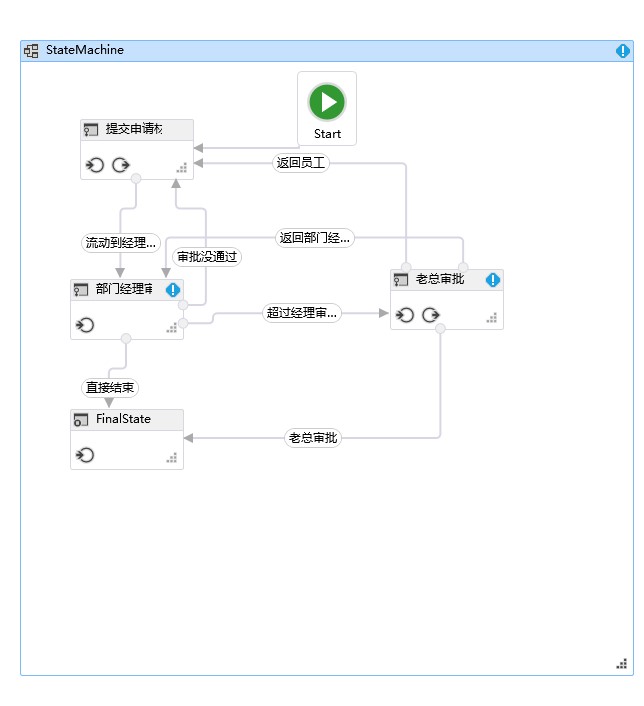 StateMachine
Start
提交申请
返回员工
流动到经理...
返回部门经...
审批没通过
老总审批
部门经理审
超过经理审...
直接结束
FinalState
老总审批